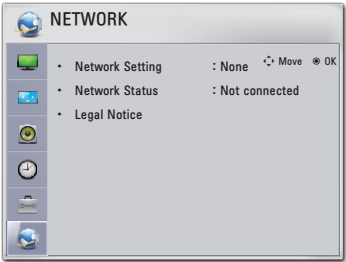 NETWORK
Move OK
• Network Setting : None
• Network Status : Not connected
• Legal Notice